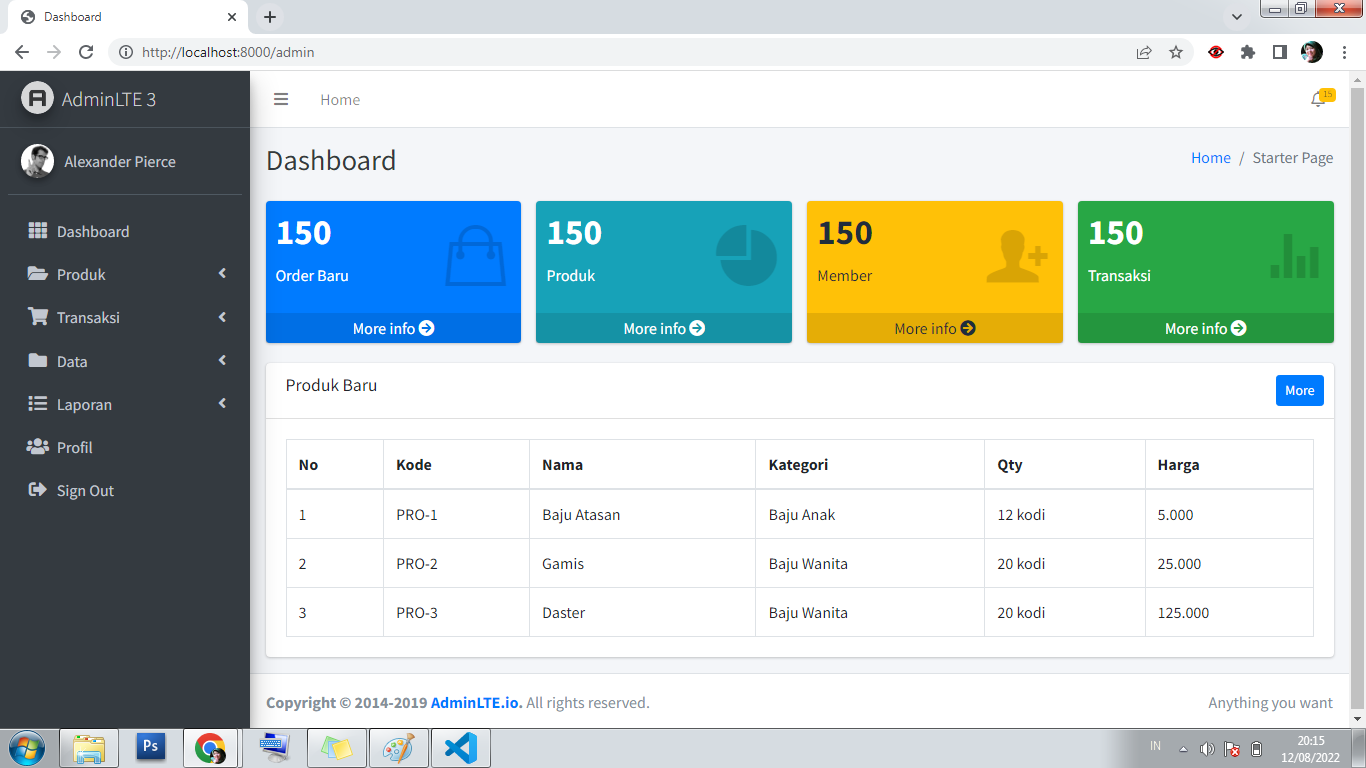 Dashboard
http://localhost:8000/admin
AdminLTE 3
Home
15
Alexander Pierce
Dashboard
Produk
Transaksi
Data
Laporan
Profil
Sign Out
Dashboard
Home / Starter Page
150
Order Baru
More info
150
Produk
More info
150
Member
More info
150
Transaksi
More info
Produk Baru
More
No Kode Nama Kategori Qty Harga
1 PRO-1 Baju Atasan Baju Anak 12 kodi 5.000
2 PRO-2 Gamis Baju Wanita 20 kodi 25.000
3 PRO-3 Daster Baju Wanita 20 kodi 125.000
Copyright © 2014-2019 AdminLTE.io. All rights reserved.
Anything you want
Ps
IN
20:15
12/08/2022